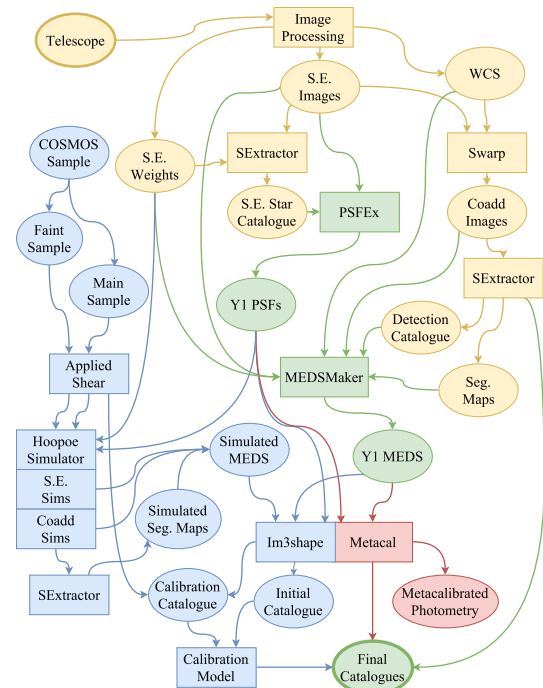 Image
Processing
Telescope
S.E.
Images
WCS
COSMOS
Sample
S.E.
Weights
SExtractor
Swarp
S.E. Star
Catalogue
PSFEx
Coadd
Images
Faint
Sample
Main
Sample
SExtractor
Y1 PSFs
Detection
Catalogue
Applied
Shear
MEDSMaker
Seg.
Maps
Hoopoe
Simulator
S.E.
Sims
Coadd
Sims
Simulated
MEDS
Y1 MEDS
Simulated
Seg. Maps
Im3shape
Metacal
SExtractor
Calibration
Catalogue
Initial
Catalogue
Metacalibrated
Photometry
Calibration
Model
Final
Catalogues